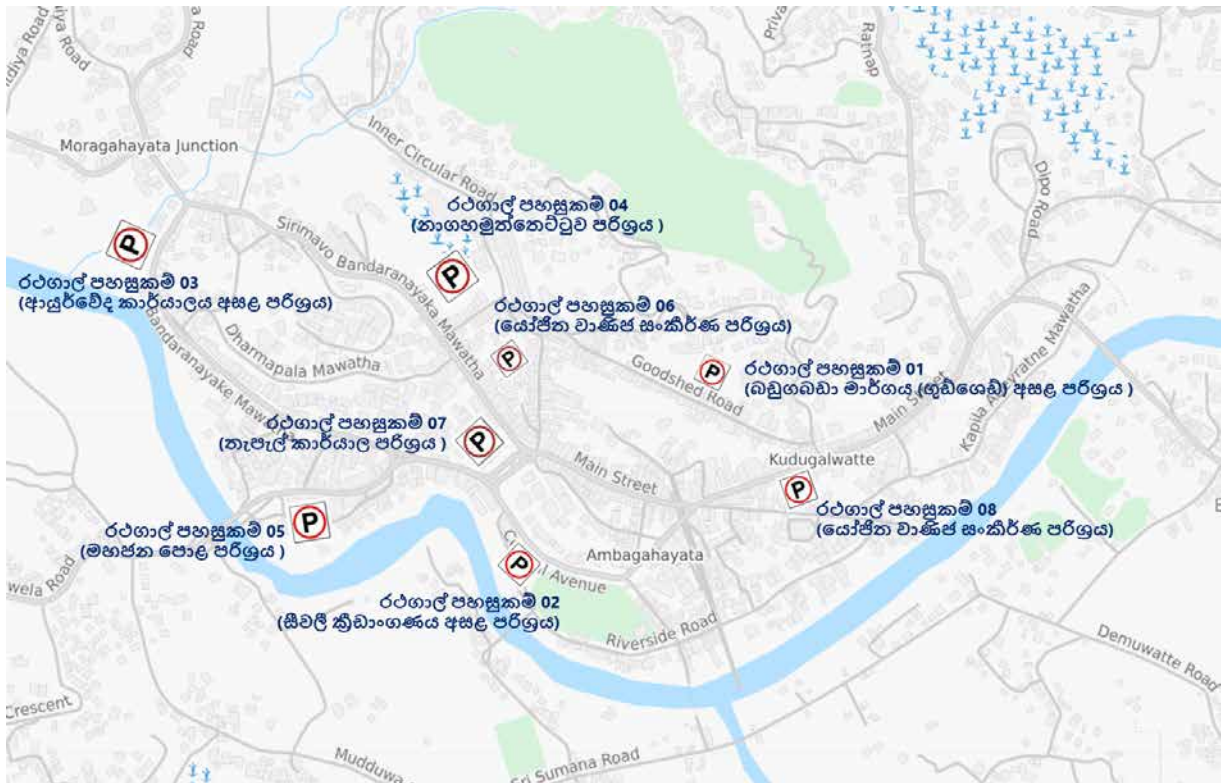 Moragahayata Junction
Inner Circular Road
Dipo Road
රථගාල් පහසුකම් 04
(නාගහමුත්තෙට්ටුව පරිශ්‍රය )
Sirimavo Bandaranayaka Mawatha
P
P
රථගාල් පහසුකම් 03
(ආයුර්වේද කාර්යාලය අසළ පරිශ්‍රය)
රථගාල් පහසුකම් 06
(යෝජිත වාණිජ සංකීර්ණ පරිශ්‍රය)
P
Bandaranayake Mawatha
Dharmapala Mawatha
Goodshed Road
P
රථගාල් පහසුකම් 01
(බඩුගබඩා මාර්ගය (ගුඩ්ශෙඩ්) අසළ පරිශ්‍රය )
Main Street
රථගාල් පහසුකම් 07
(තැපැල් කාර්යාල පරිශ්‍රය )
P
Main Street
Kudugalwatte
P
රථගාල් පහසුකම් 08
(යෝජිත වාණිජ සංකීර්ණ පරිශ්‍රය)
P
රථගාල් පහසුකම් 05
(මහජන පොළ පරිශ්‍රය )
Ambagahayata
Avenue
P
රථගාල් පහසුකම් 02
(සීවලී ක්‍රීඩාංගණය අසළ පරිශ්‍රය)
Riverside Road
Demuwatte Road
Crescent
Sri Sumana Road